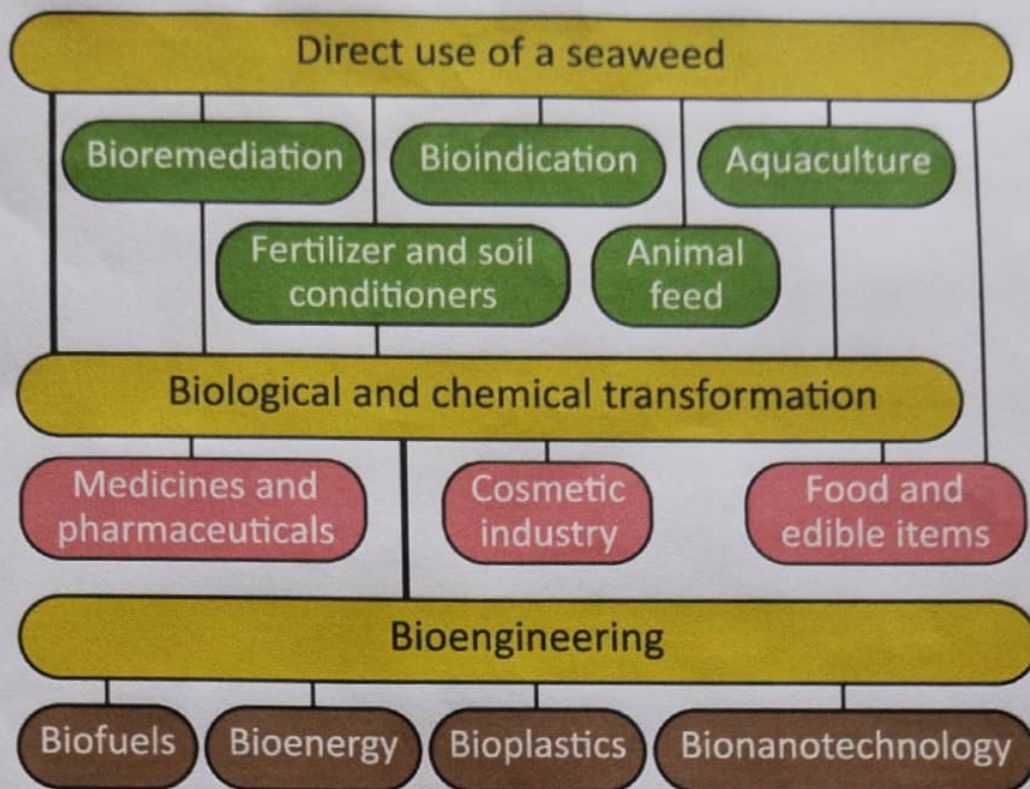 Direct use of a seaweed
Bioremediation
Bioindication
Aquaculture
Fertilizer and soil
conditioners
Animal
feed
Biological and chemical transformation
Medicines and
pharmaceuticals
Cosmetic
industry
Food and
edible items
Bioengineering
Biofuels
Bioenergy
Bioplastics
Bionanotechnology